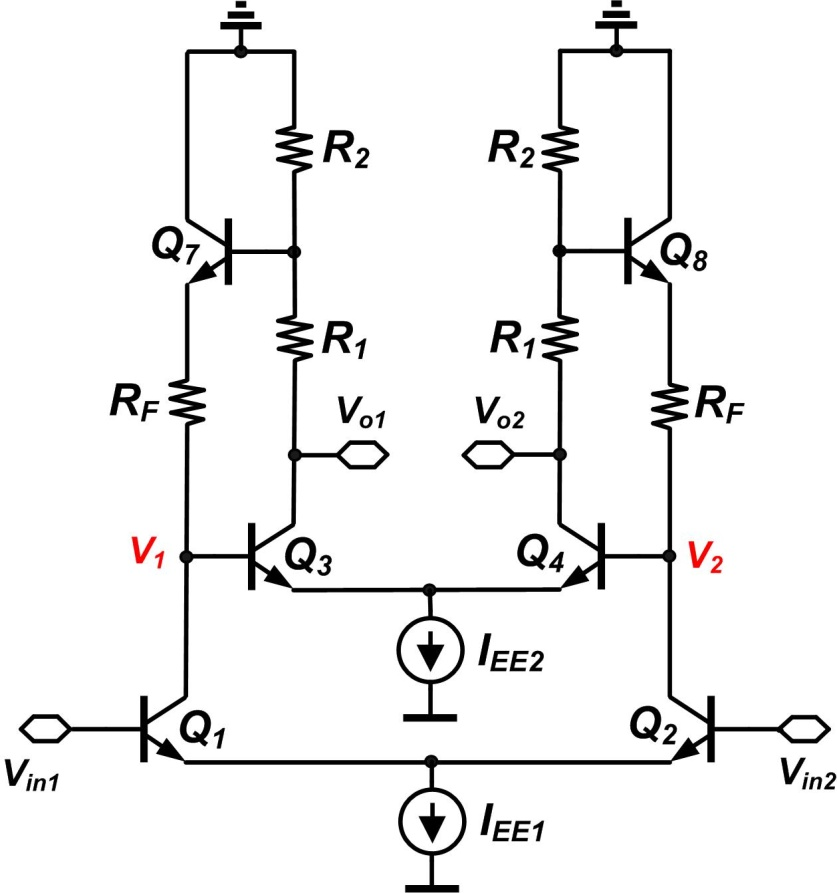 R2 R2
Q7 Q8
R1 R1
RF Vo1 Vo2 RF
V1 Q3 Q4 V2
IEE2
Vin1 Q1 Q2 Vin2
IEE1